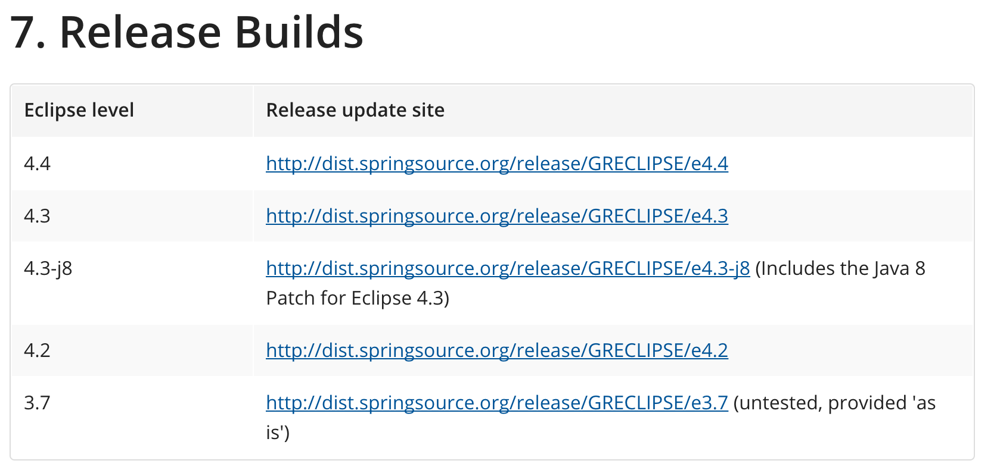 7. Release Builds
Eclipse level Release update site
4.4 http://dist.springsource.org/release/GRECLIPSE/e4.4
4.3 http://dist.springsource.org/release/GRECLIPSE/e4.3
4.3-j8 http://dist.springsource.org/release/GRECLIPSE/e4.3-j8 (Includes the Java 8
Patch for Eclipse 4.3)
4.2 http://dist.springsource.org/release/GRECLIPSE/e4.2
3.7 http://dist.springsource.org/release/GRECLIPSE/e3.7 (untested, provided 'as
is')